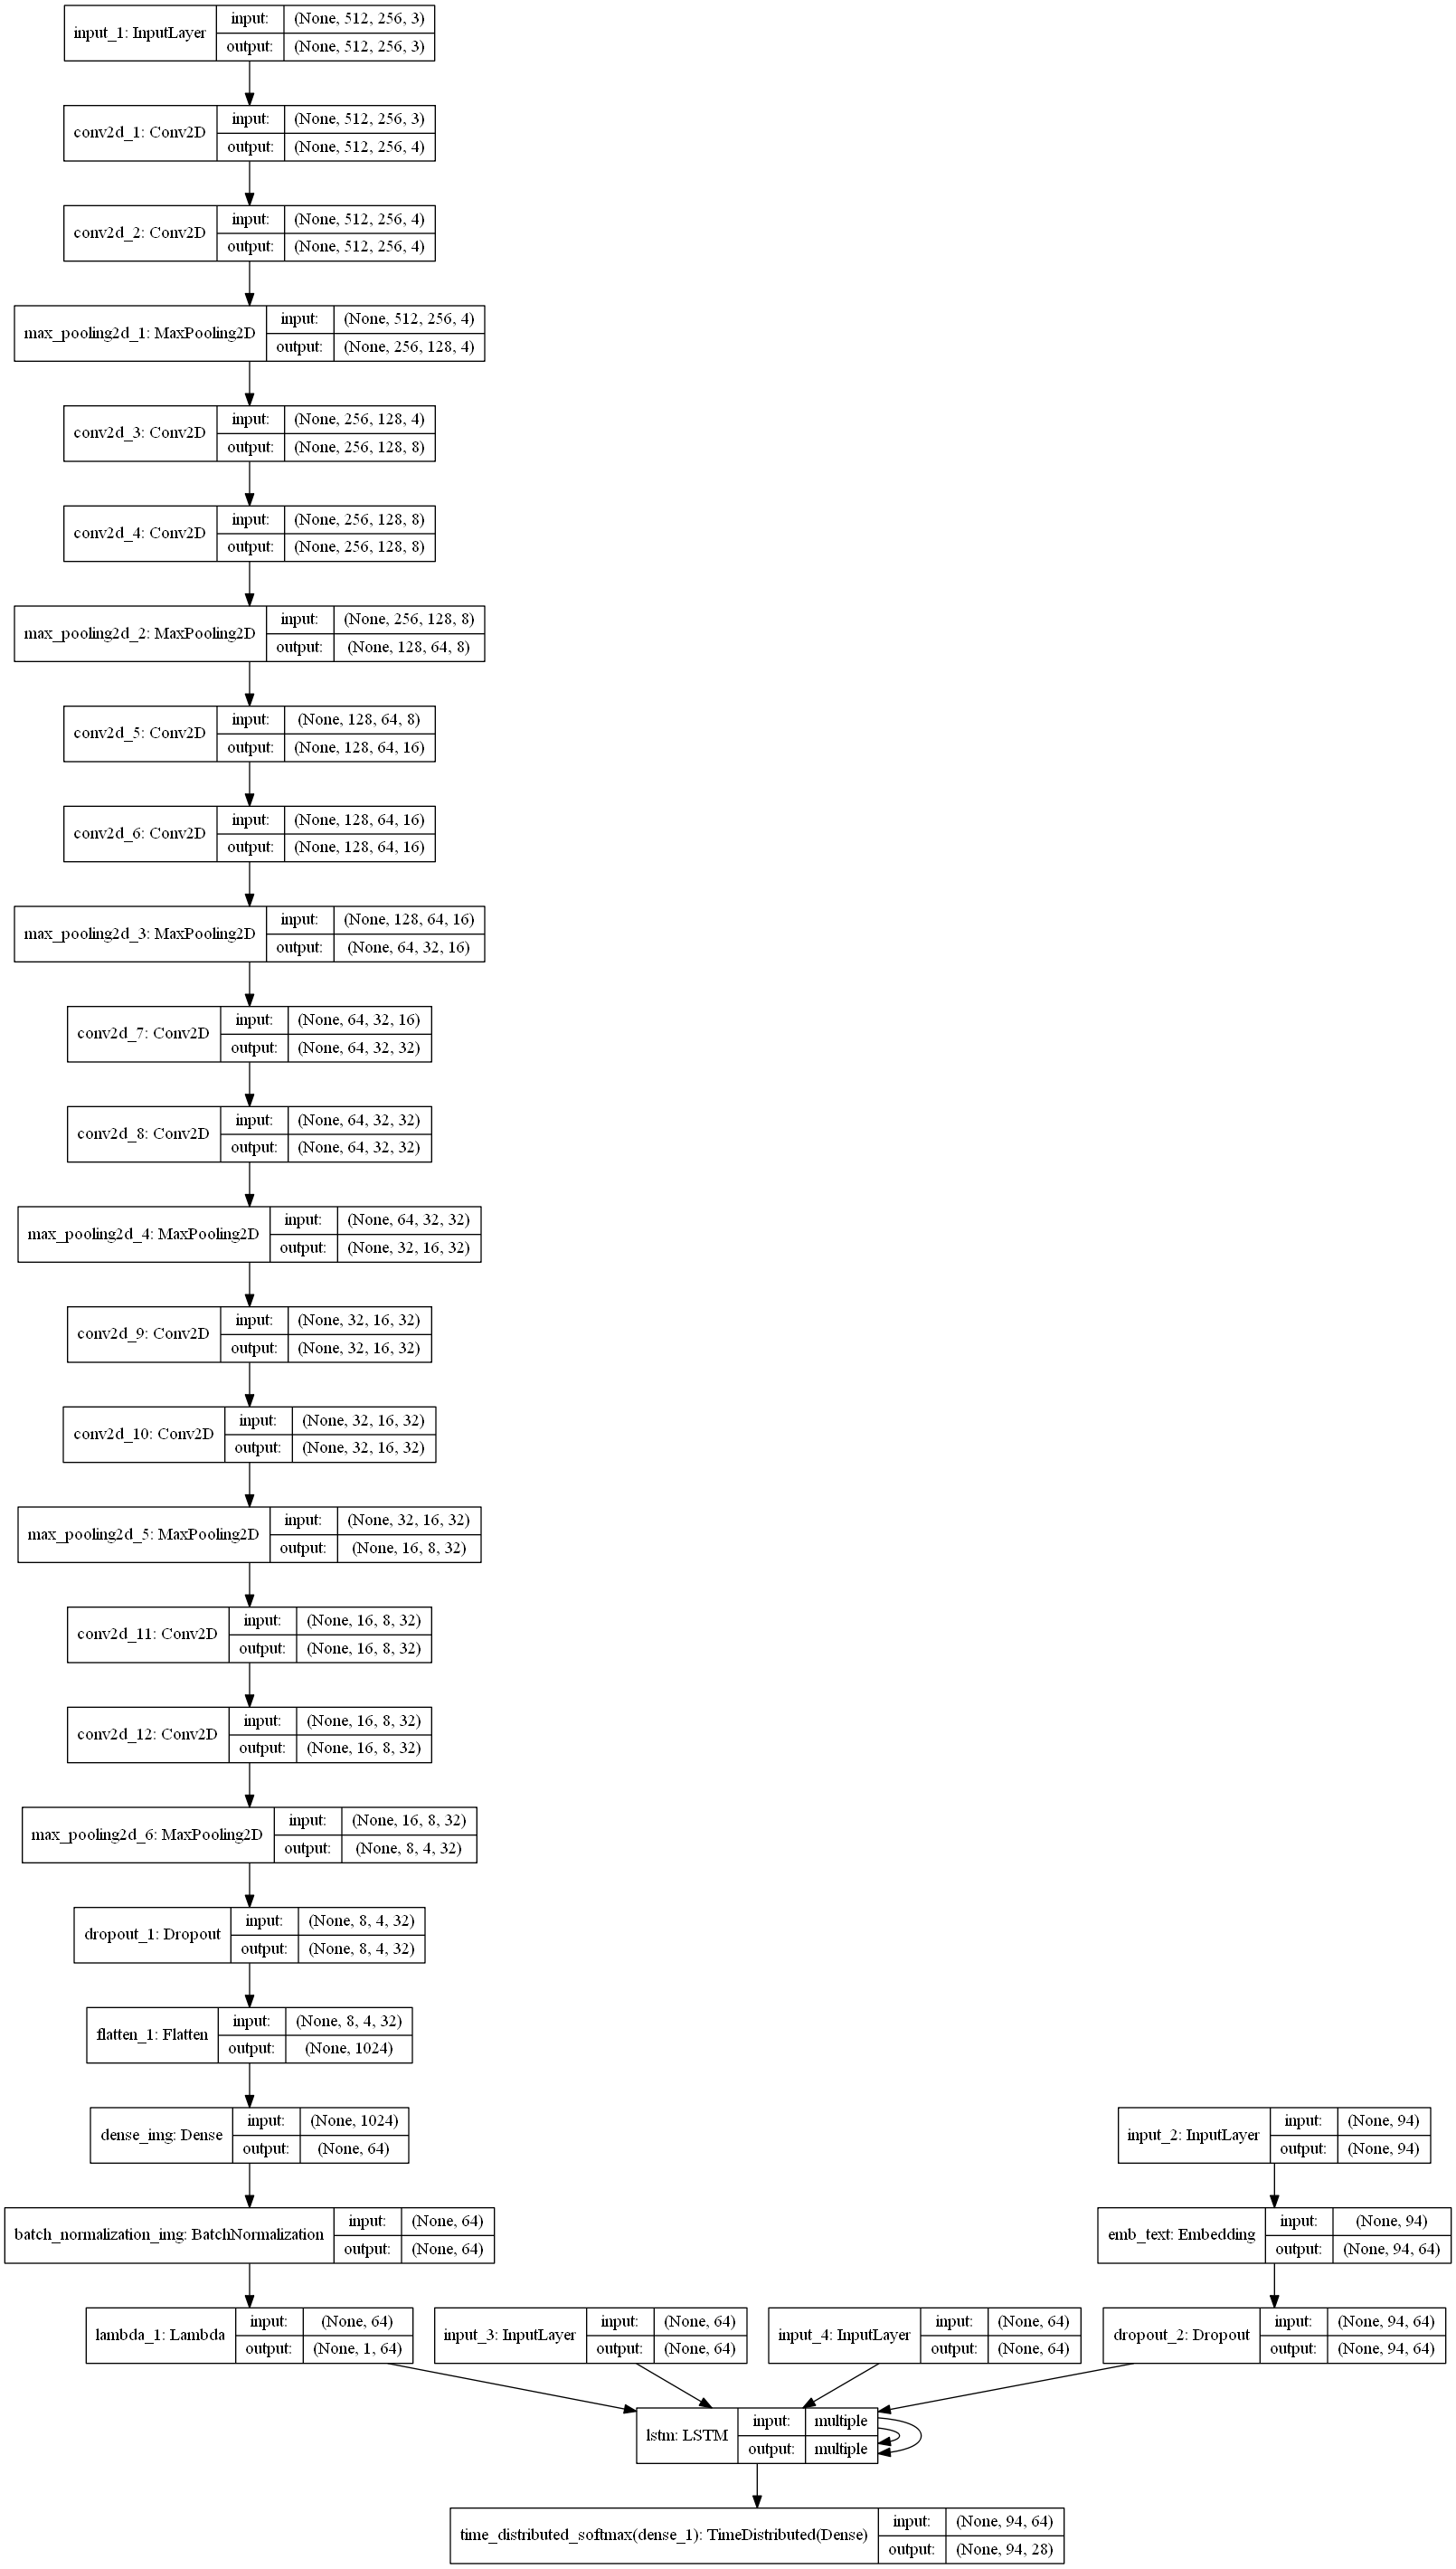 input_1: InputLayer input: (None, 512, 256, 3)
output: (None, 512, 256, 3)
conv2d_1: Conv2D input: (None, 512, 256, 3)
output: (None, 512, 256, 4)
conv2d_2: Conv2D input: (None, 512, 256, 4)
output: (None, 512, 256, 4)
max_pooling2d_1: MaxPooling2D input: (None, 512, 256, 4)
output: (None, 256, 128, 4)
conv2d_3: Conv2D input: (None, 256, 128, 4)
output: (None, 256, 128, 8)
conv2d_4: Conv2D input: (None, 256, 128, 8)
output: (None, 256, 128, 8)
max_pooling2d_2: MaxPooling2D input: (None, 256, 128, 8)
output: (None, 128, 64, 8)
conv2d_5: Conv2D input: (None, 128, 64, 8)
output: (None, 128, 64, 16)
conv2d_6: Conv2D input: (None, 128, 64, 16)
output: (None, 128, 64, 16)
max_pooling2d_3: MaxPooling2D input: (None, 128, 64, 16)
output: (None, 64, 32, 16)
conv2d_7: Conv2D input: (None, 64, 32, 16)
output: (None, 64, 32, 32)
conv2d_8: Conv2D input: (None, 64, 32, 32)
output: (None, 64, 32, 32)
max_pooling2d_4: MaxPooling2D input: (None, 64, 32, 32)
output: (None, 32, 16, 32)
conv2d_9: Conv2D input: (None, 32, 16, 32)
output: (None, 32, 16, 32)
conv2d_10: Conv2D input: (None, 32, 16, 32)
output: (None, 32, 16, 32)
max_pooling2d_5: MaxPooling2D input: (None, 32, 16, 32)
output: (None, 16, 8, 32)
conv2d_11: Conv2D input: (None, 16, 8, 32)
output: (None, 16, 8, 32)
conv2d_12: Conv2D input: (None, 16, 8, 32)
output: (None, 16, 8, 32)
max_pooling2d_6: MaxPooling2D input: (None, 16, 8, 32)
output: (None, 8, 4, 32)
dropout_1: Dropout input: (None, 8, 4, 32)
output: (None, 8, 4, 32)
flatten_1: Flatten input: (None, 8, 4, 32)
output: (None, 1024)
dense_img: Dense input: (None, 1024)
output: (None, 64)
input_2: InputLayer input: (None, 94)
output: (None, 94)
batch_normalization_img: BatchNormalization input: (None, 64)
output: (None, 64)
emb_text: Embedding input: (None, 94)
output: (None, 94, 64)
lambda_1: Lambda input: (None, 64)
output: (None, 1, 64)
input_3: InputLayer input: (None, 64)
output: (None, 64)
input_4: InputLayer input: (None, 64)
output: (None, 64)
dropout_2: Dropout input: (None, 94, 64)
output: (None, 94, 64)
lstm: LSTM input: multiple
output: multiple
time_distributed_softmax(dense_1): TimeDistributed(Dense) input: (None, 94, 64)
output: (None, 94, 28)